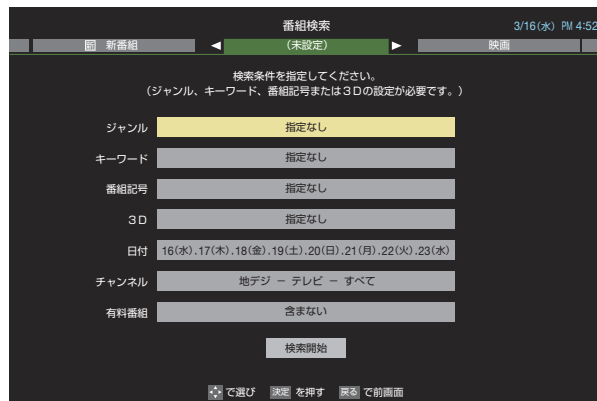 番組検索
3/16(水) PM 4:52
新番組
(未設定)
映画
検索条件を指定してください。
(ジャンル、キーワード、番組記号または3Dの設定が必要です。)
ジャンル 指定なし
キーワード 指定なし
番組記号 指定なし
3D 指定なし
日付 16(水).17(木).18(金).19(土).20(日).21(月).22(火).23(水)
チャンネル 地デジ － テレビ － すべて
有料番組 含まない
検索開始
で選び 決定 を押す 戻る で前画面